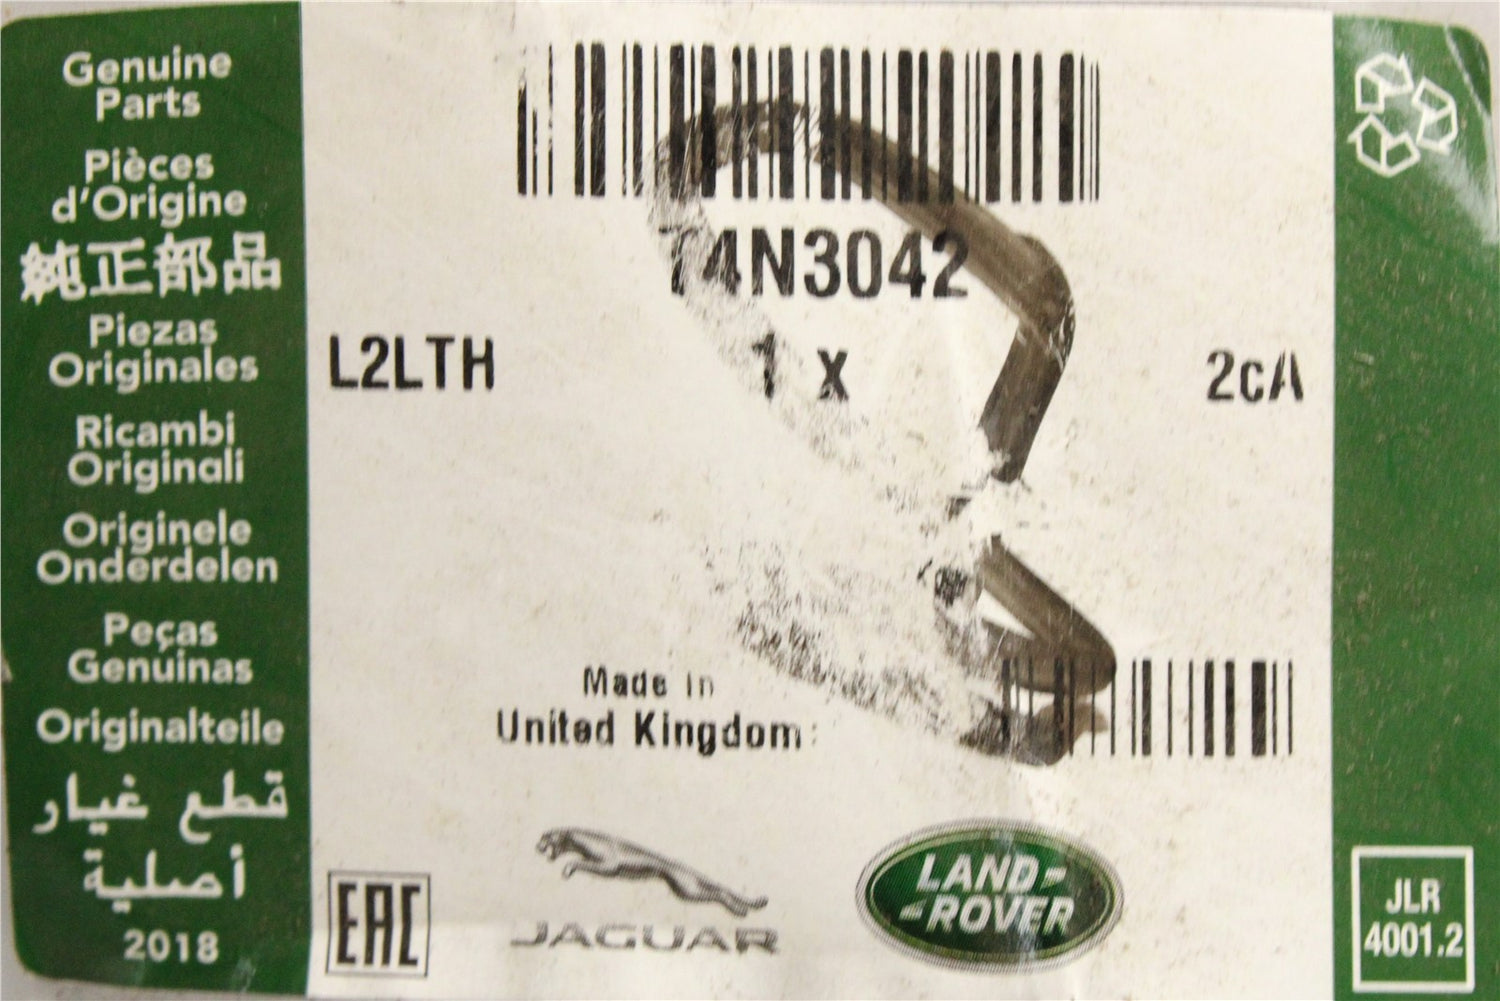 Genuine
Parts
Pièces
d'Origine
純正部品
Piezas
Originales
Ricambi
Originali
Originele
Onderdelen
Peças
Genuinas
Originalteile
قطع غيار
أصلية
2018
T4N3042
L2LTH 1 x 2cA
Made in
United Kingdom:
EAC
JAGUAR
LAND-
-ROVER
JLR
4001.2